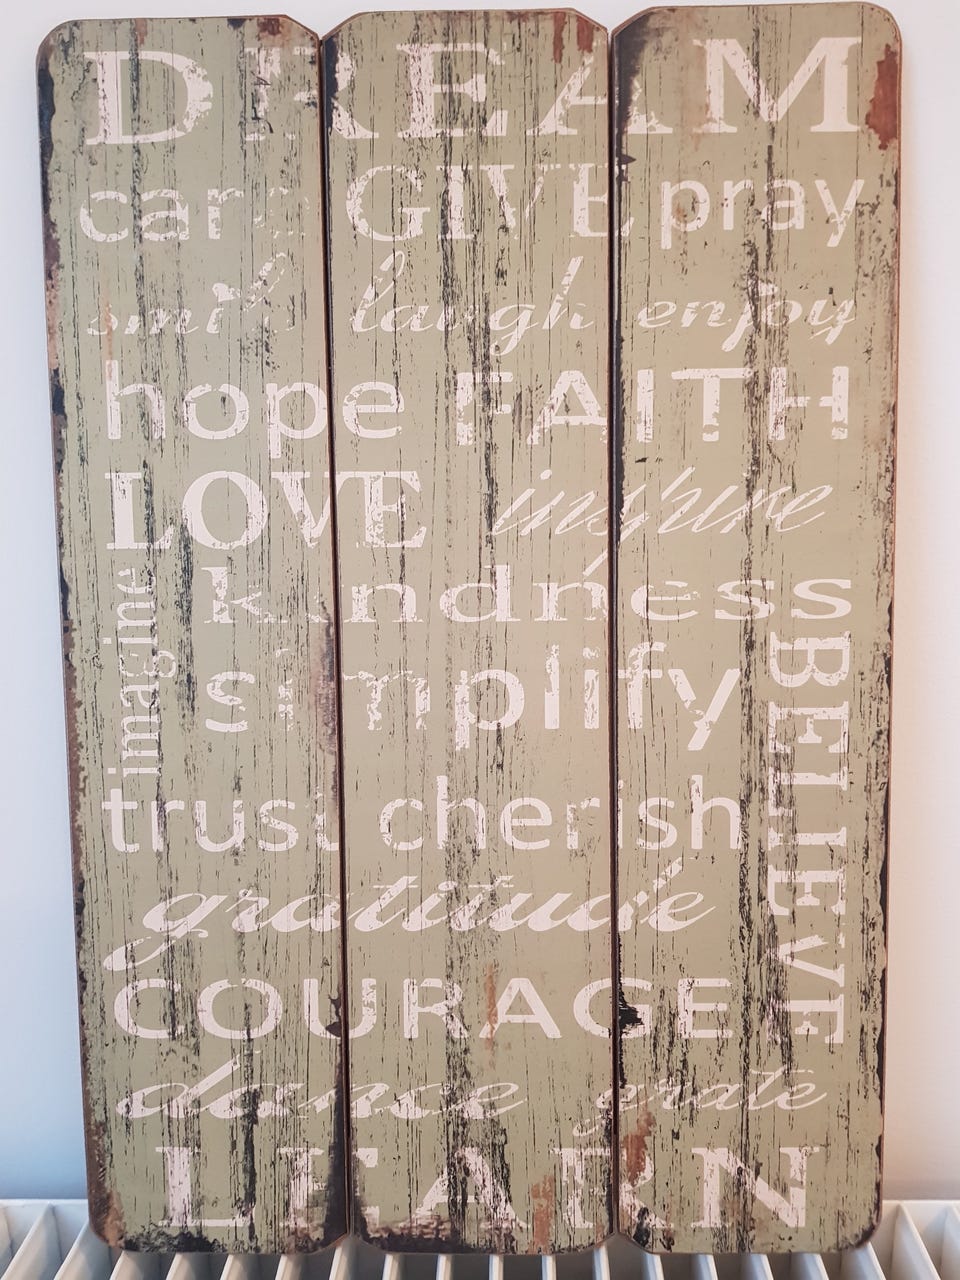 DREAM
care GIVE pray
smile laugh enjoy
hope FAITH
LOVE inspire
imagine
kindness
simplify
BELIEVE
trust cherish
gratitude
COURAGE
dance grate
LEARN